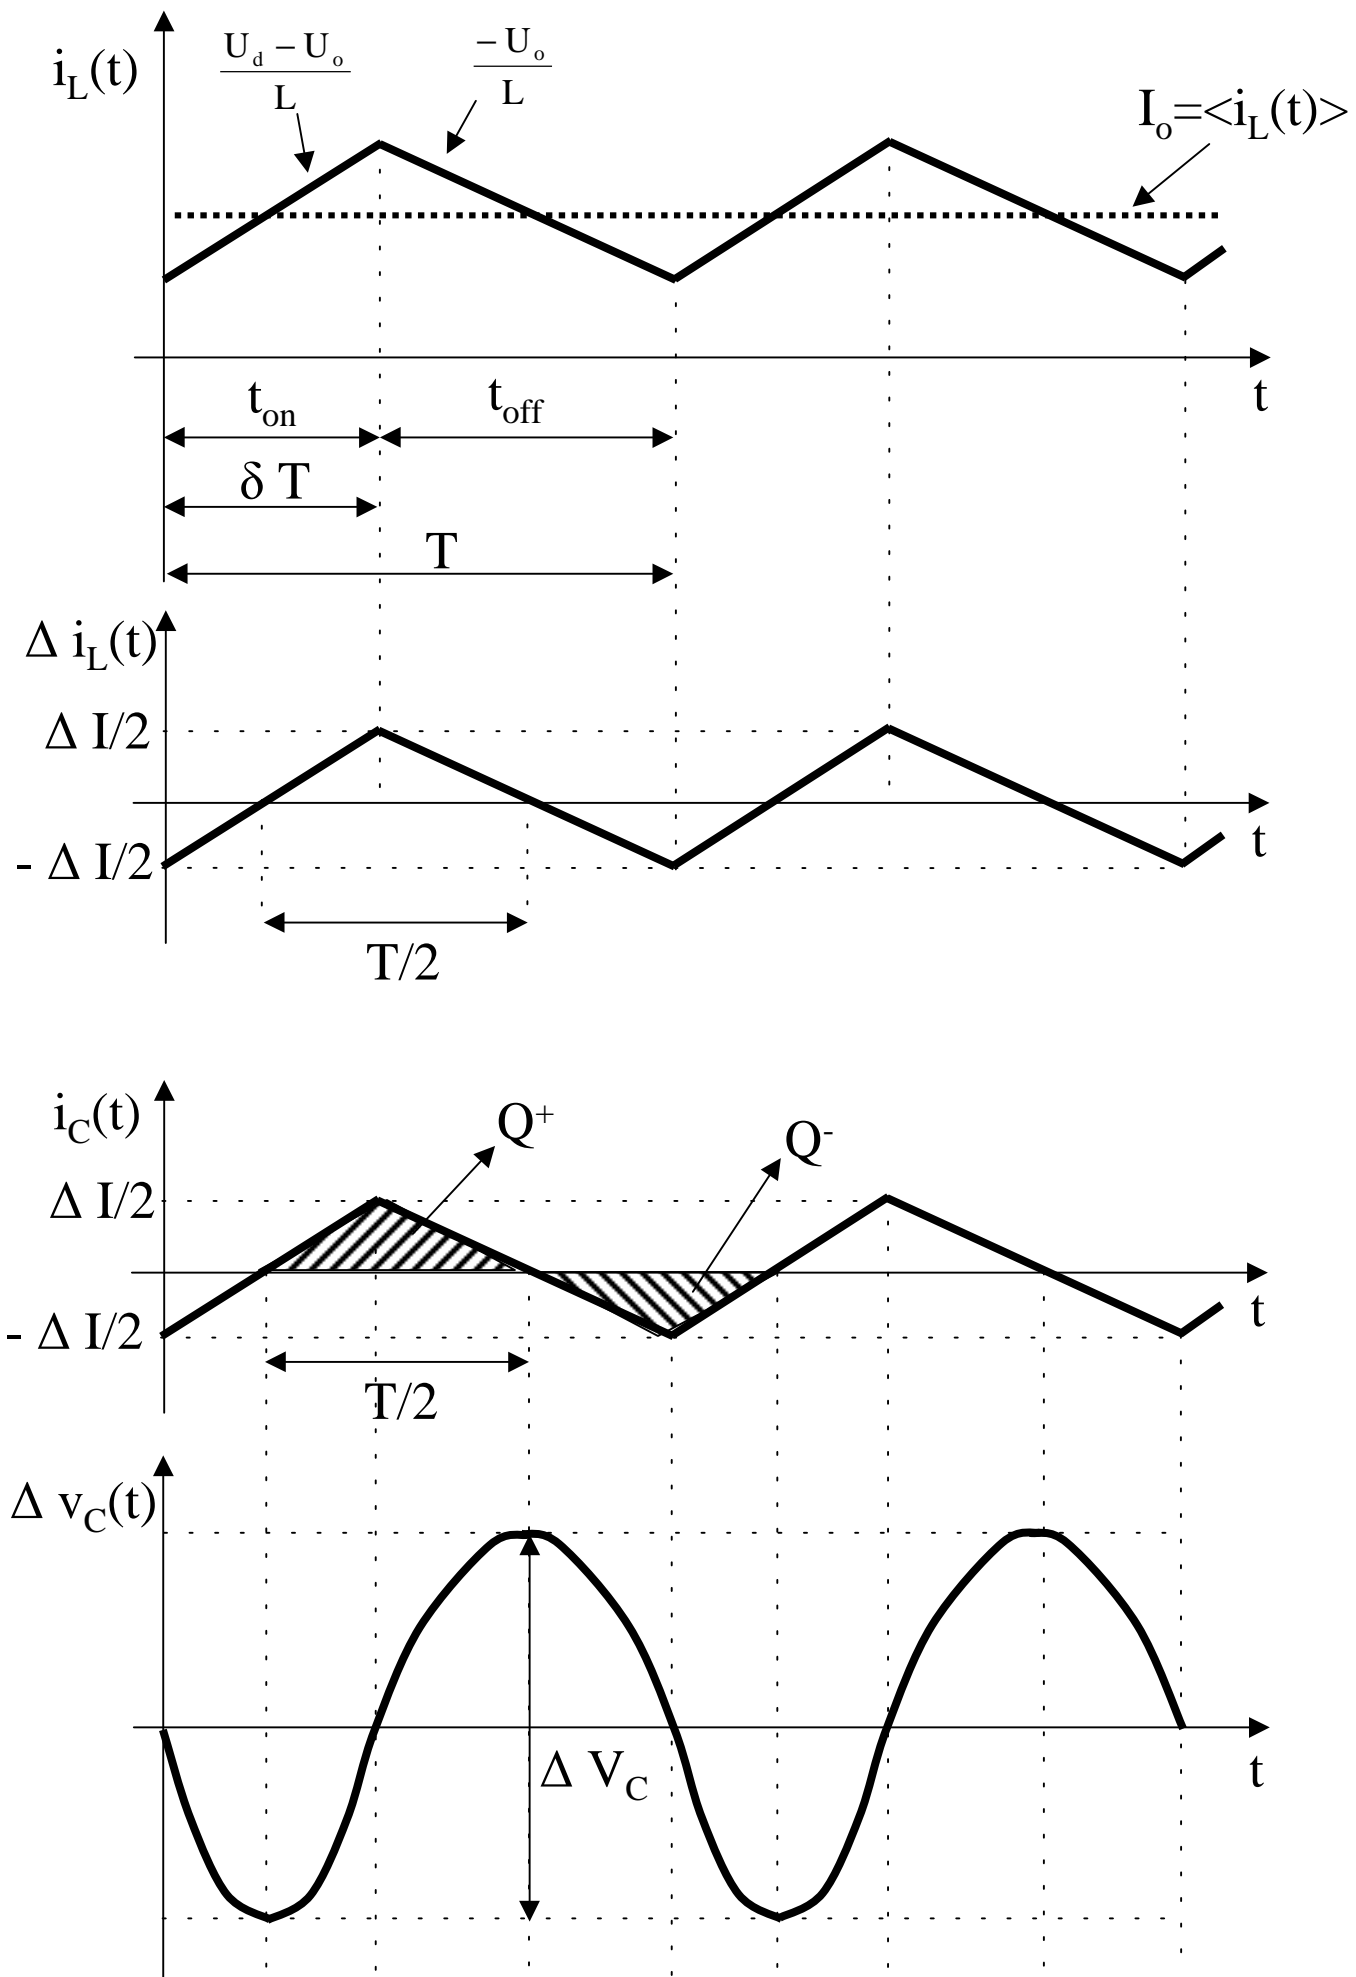 i_L(t)
U_d – U_o
L
– U_o
L
I_o=<i_L(t)>
t
t_on
t_off
δ T
T
Δ i_L(t)
Δ I/2
- Δ I/2
t
T/2
i_C(t)
Q⁺
Q⁻
Δ I/2
- Δ I/2
t
T/2
Δ v_C(t)
Δ V_C
t